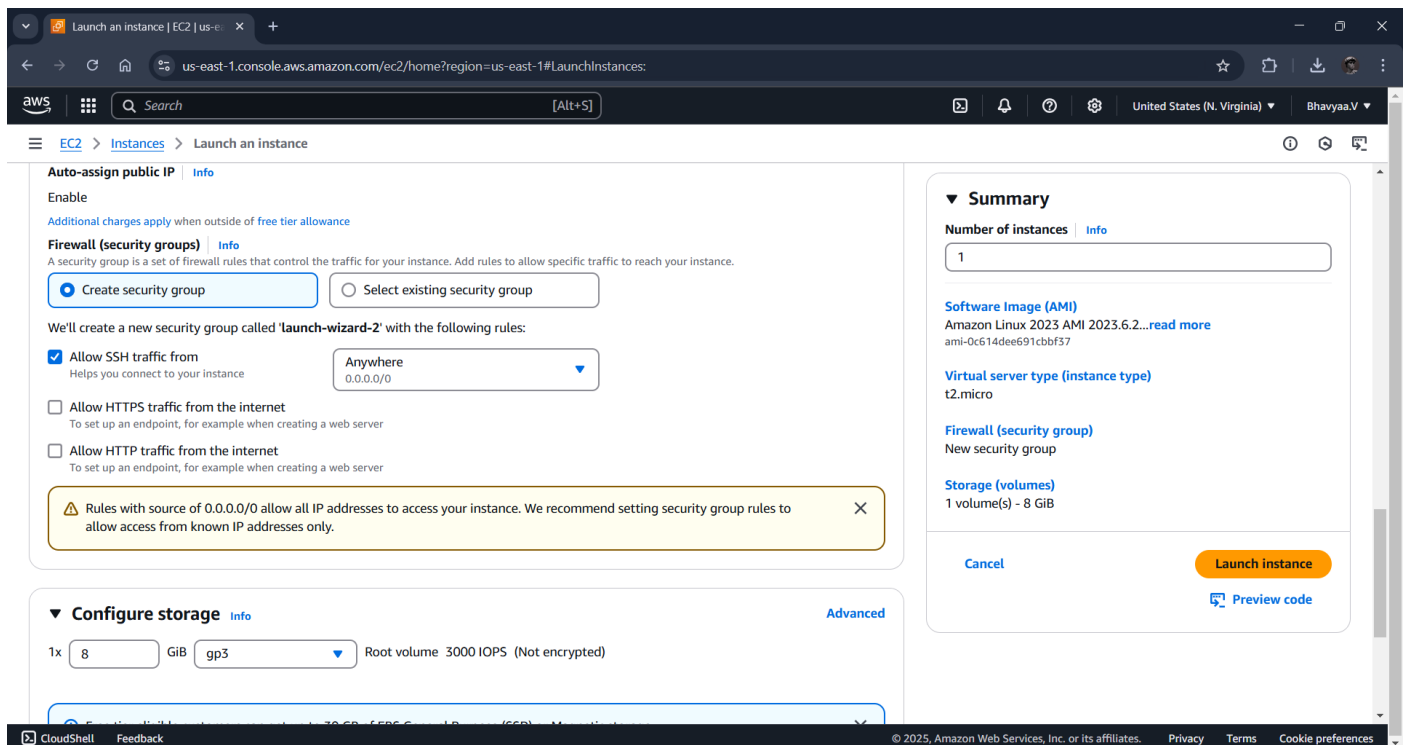 Launch an instance | EC2 | us-e
us-east-1.console.aws.amazon.com/ec2/home?region=us-east-1#LaunchInstances:
aws
Search [Alt+S]
United States (N. Virginia)
Bhavyaa.V
EC2 > Instances > Launch an instance
Auto-assign public IP Info
Enable
Additional charges apply when outside of free tier allowance
Firewall (security groups) Info
A security group is a set of firewall rules that control the traffic for your instance. Add rules to allow specific traffic to reach your instance.
Create security group
Select existing security group
We'll create a new security group called 'launch-wizard-2' with the following rules:
Allow SSH traffic from
Helps you connect to your instance
Anywhere
0.0.0.0/0
Allow HTTPS traffic from the internet
To set up an endpoint, for example when creating a web server
Allow HTTP traffic from the internet
To set up an endpoint, for example when creating a web server
Rules with source of 0.0.0.0/0 allow all IP addresses to access your instance. We recommend setting security group rules to
allow access from known IP addresses only.
Configure storage Info
Advanced
1x 8 GiB gp3 Root volume 3000 IOPS (Not encrypted)
Summary
Number of instances Info
1
Software Image (AMI)
Amazon Linux 2023 AMI 2023.6.2...read more
ami-0c614dee691cbbf37
Virtual server type (instance type)
t2.micro
Firewall (security group)
New security group
Storage (volumes)
1 volume(s) - 8 GiB
Cancel
Launch instance
Preview code
CloudShell Feedback
© 2025, Amazon Web Services, Inc. or its affiliates. Privacy Terms Cookie preferences